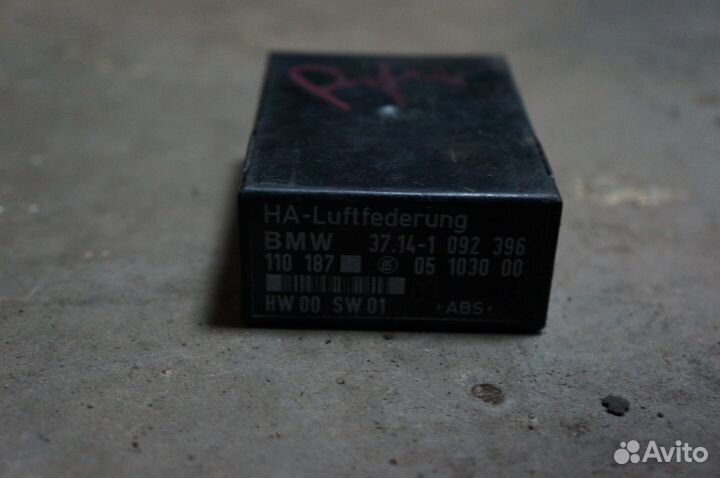 HA-Luftfederung
BMW 37.14-1 092 396
110 187 05 1030 00
HW 00 SW 01 >ABS<
Avito